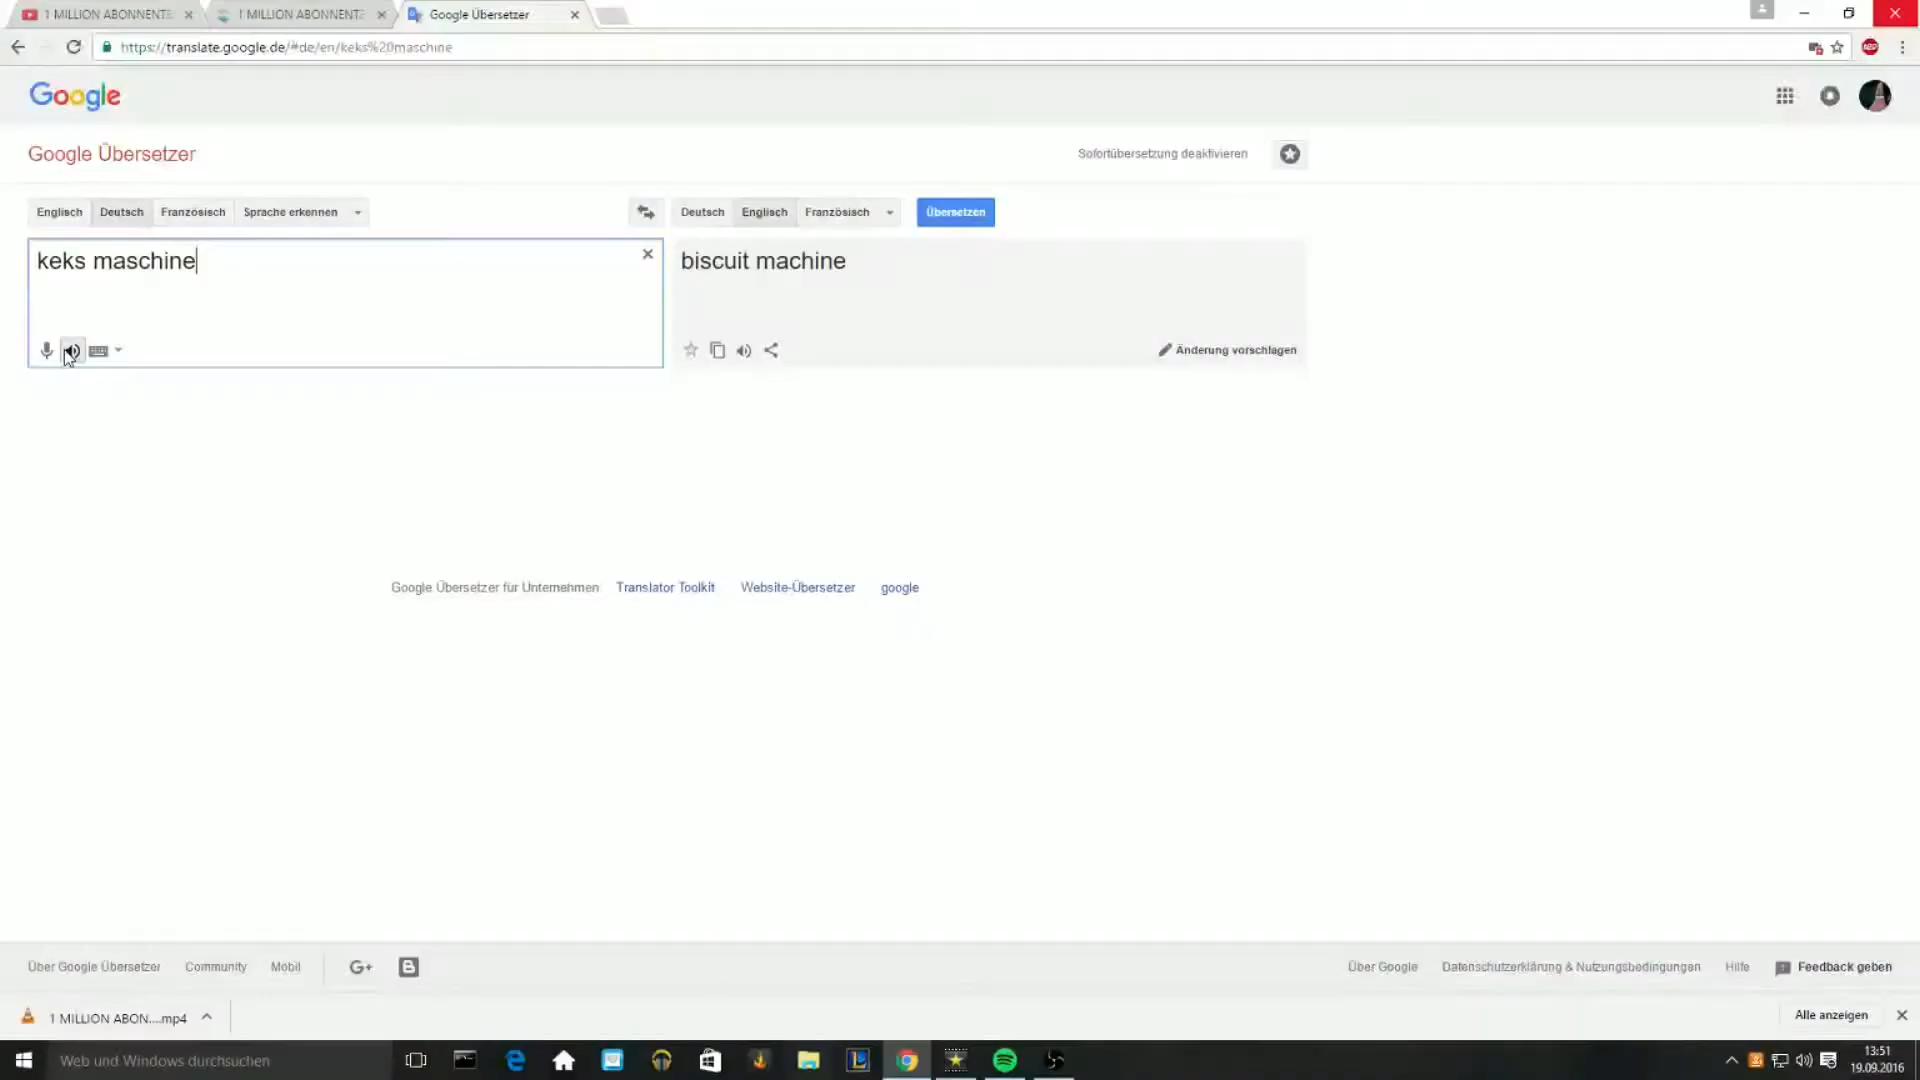 1 MILLION ABONNENTE
1 MILLION ABONNENTE
Google Übersetzer
https://translate.google.de/#de/en/keks%20maschine
Google
Google Übersetzer
Sofortübersetzung deaktivieren
Englisch Deutsch Französisch Sprache erkennen
Deutsch Englisch Französisch
Übersetzen
keks maschine
biscuit machine
Änderung vorschlagen
Google Übersetzer für Unternehmen Translator Toolkit Website-Übersetzer google
Über Google Übersetzer Community Mobil G+
Über Google Datenschutzerklärung & Nutzungsbedingungen Hilfe Feedback geben
1 MILLION ABON....mp4
Alle anzeigen
Web und Windows durchsuchen
13:51
19.09.2016